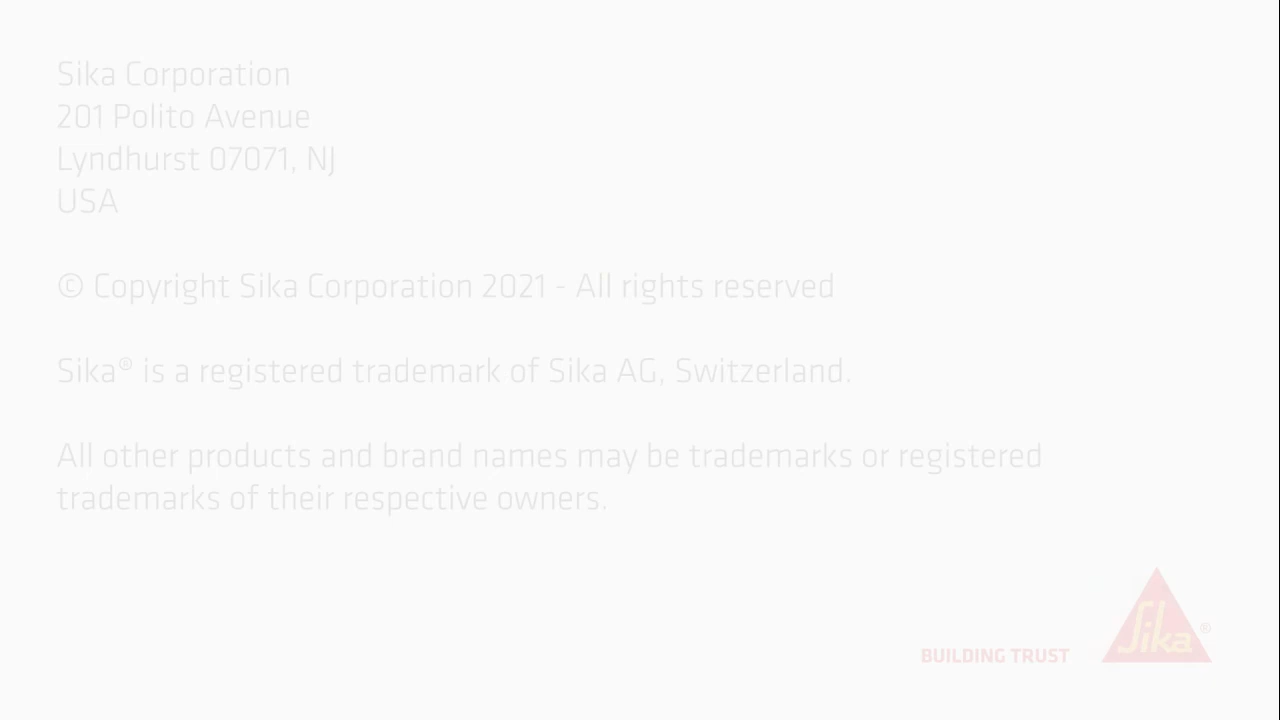 Sika Corporation
201 Polito Avenue
Lyndhurst 07071, NJ
USA
© Copyright Sika Corporation 2021 - All rights reserved
Sika® is a registered trademark of Sika AG, Switzerland.
All other products and brand names may be trademarks or registered
trademarks of their respective owners.
BUILDING TRUST
Sika®